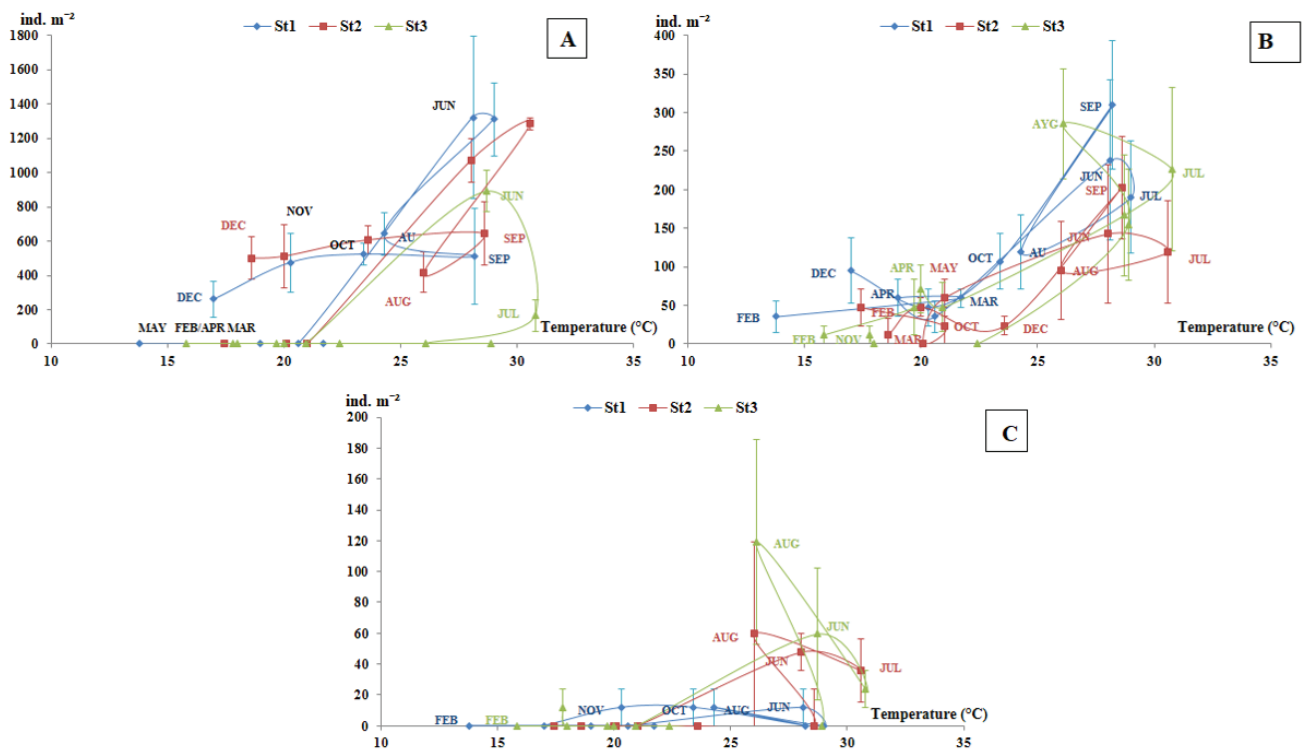 ind. m⁻²
St1 St2 St3
A
1800
1600
1400
1200
1000
800
600
400
200
0
JUN
JUN
DEC
NOV
OCT
AU
SEP
SEP
DEC
AUG
JUL
MAY FEB/APR MAR
Temperature (°C)
10 15 20 25 30 35
ind. m⁻²
St1 St2 St3
B
400
350
300
250
200
150
100
50
0
SEP
AYG
JUL
JUN
SEP
JUL
DEC
OCT
AU
JUN
APR
MAY
AUG
JUL
APR
MAR
FEB
FEB
OCT
DEC
FEB
NOV
MAR
Temperature (°C)
10 15 20 25 30 35
ind. m⁻²
St1 St2 St3
C
200
180
160
140
120
100
80
60
40
20
0
AUG
AUG
JUN
JUN
JUL
FEB
FEB
NOV
OCT
AUG
JUN
Temperature (°C)
10 15 20 25 30 35